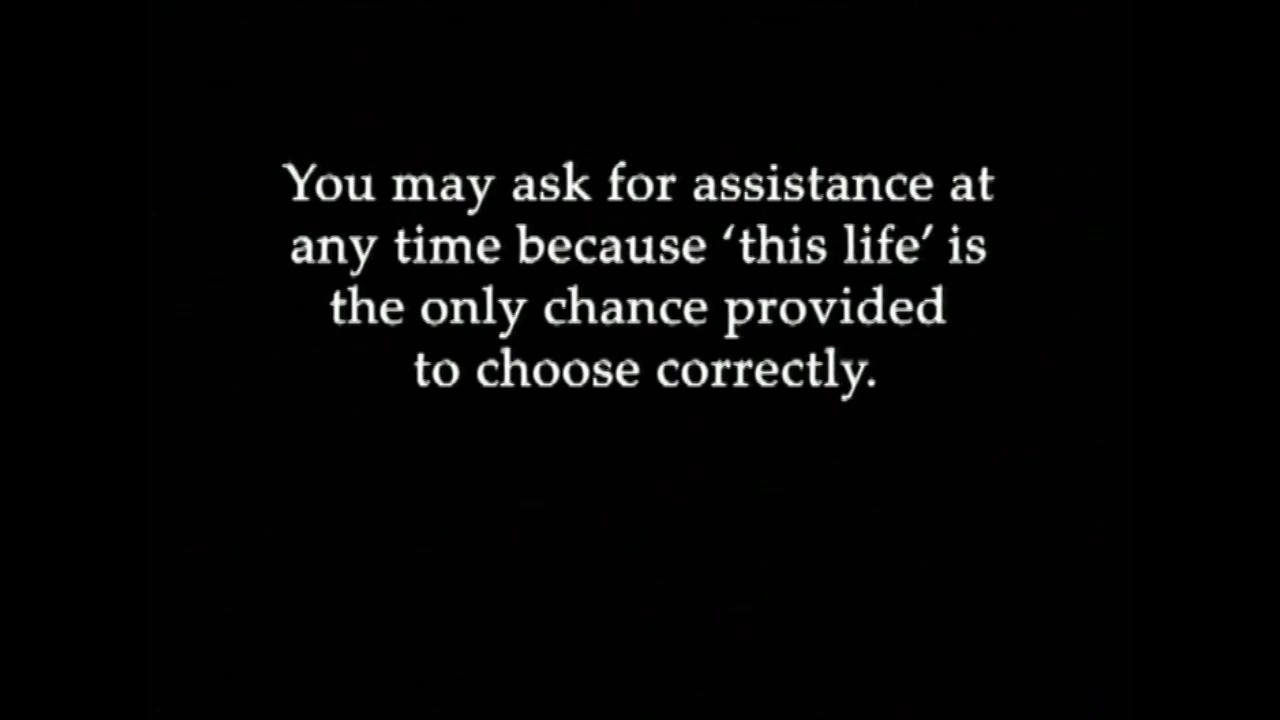 You may ask for assistance at
any time because ‘this life’ is
the only chance provided
to choose correctly.